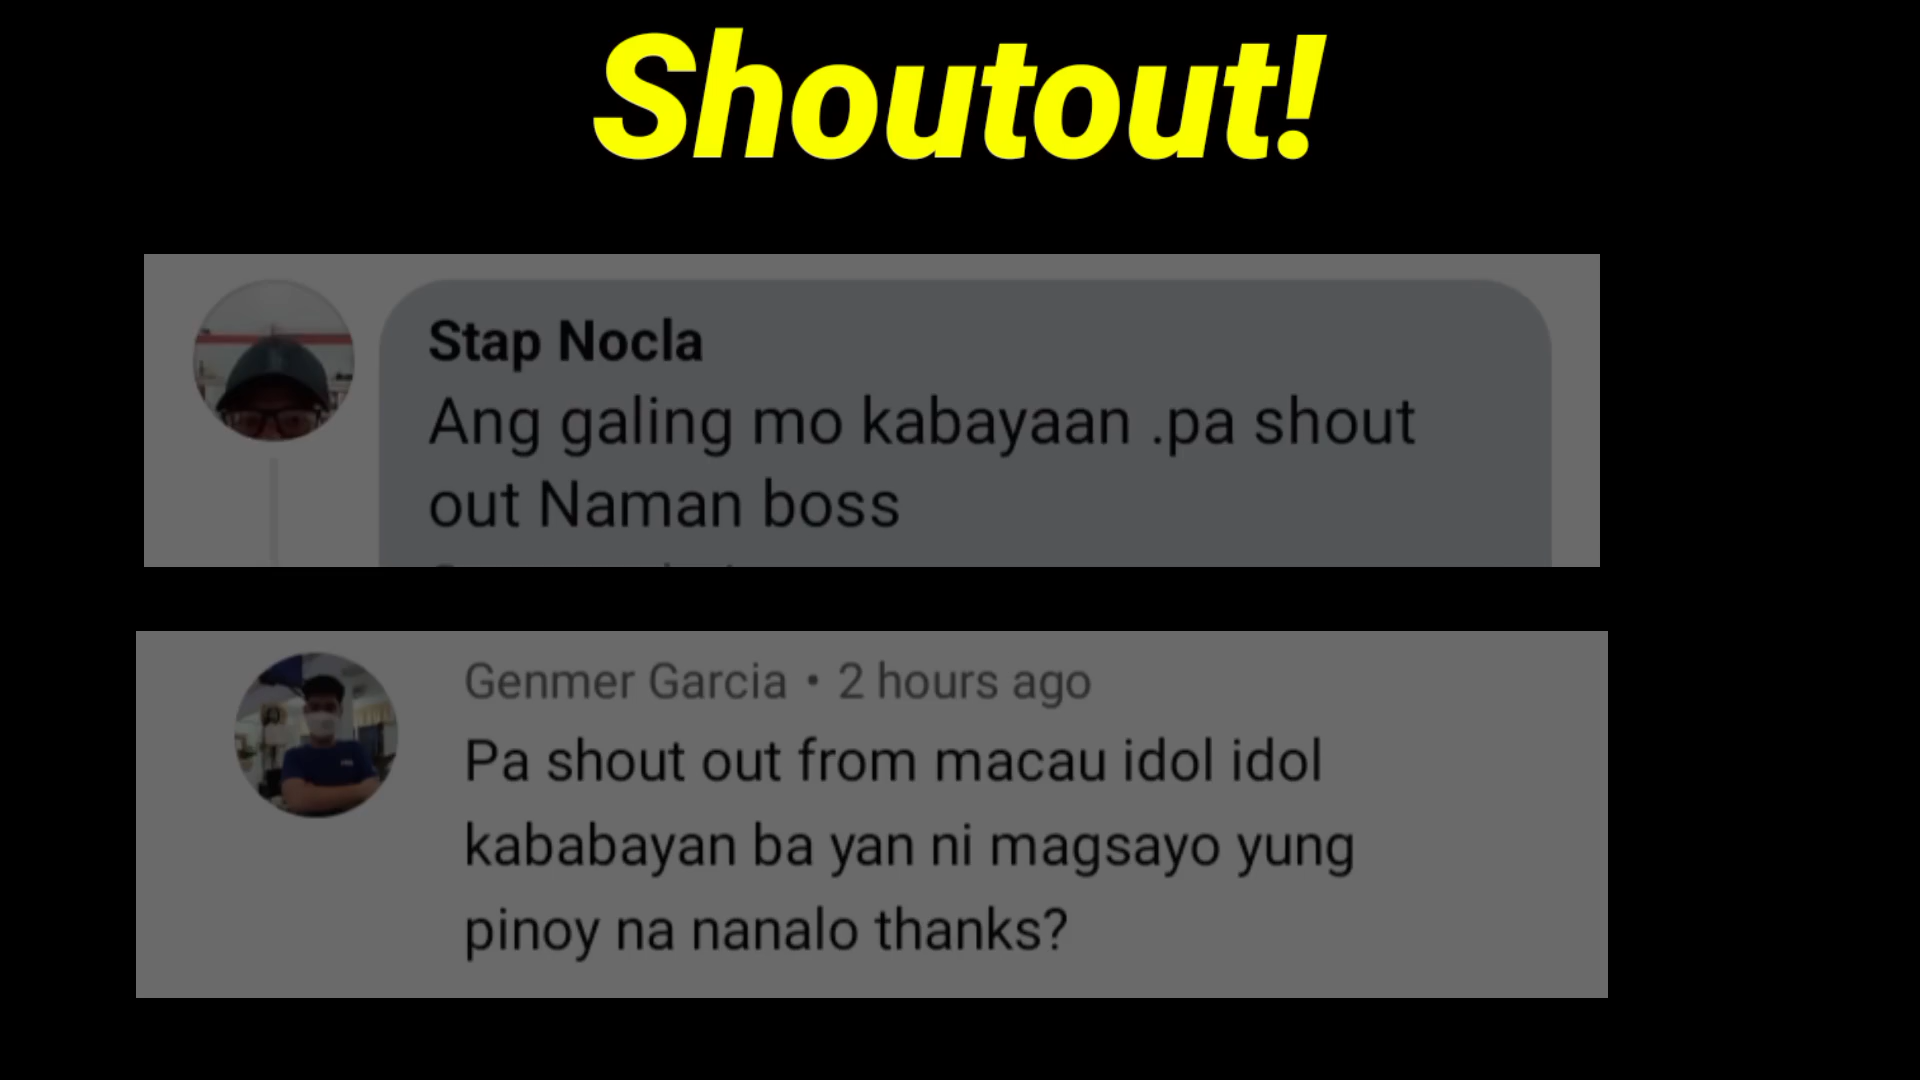 Shoutout!
Stap Nocla
Ang galing mo kabayaan .pa shout
out Naman boss
Genmer Garcia • 2 hours ago
Pa shout out from macau idol idol
kababayan ba yan ni magsayo yung
pinoy na nanalo thanks?